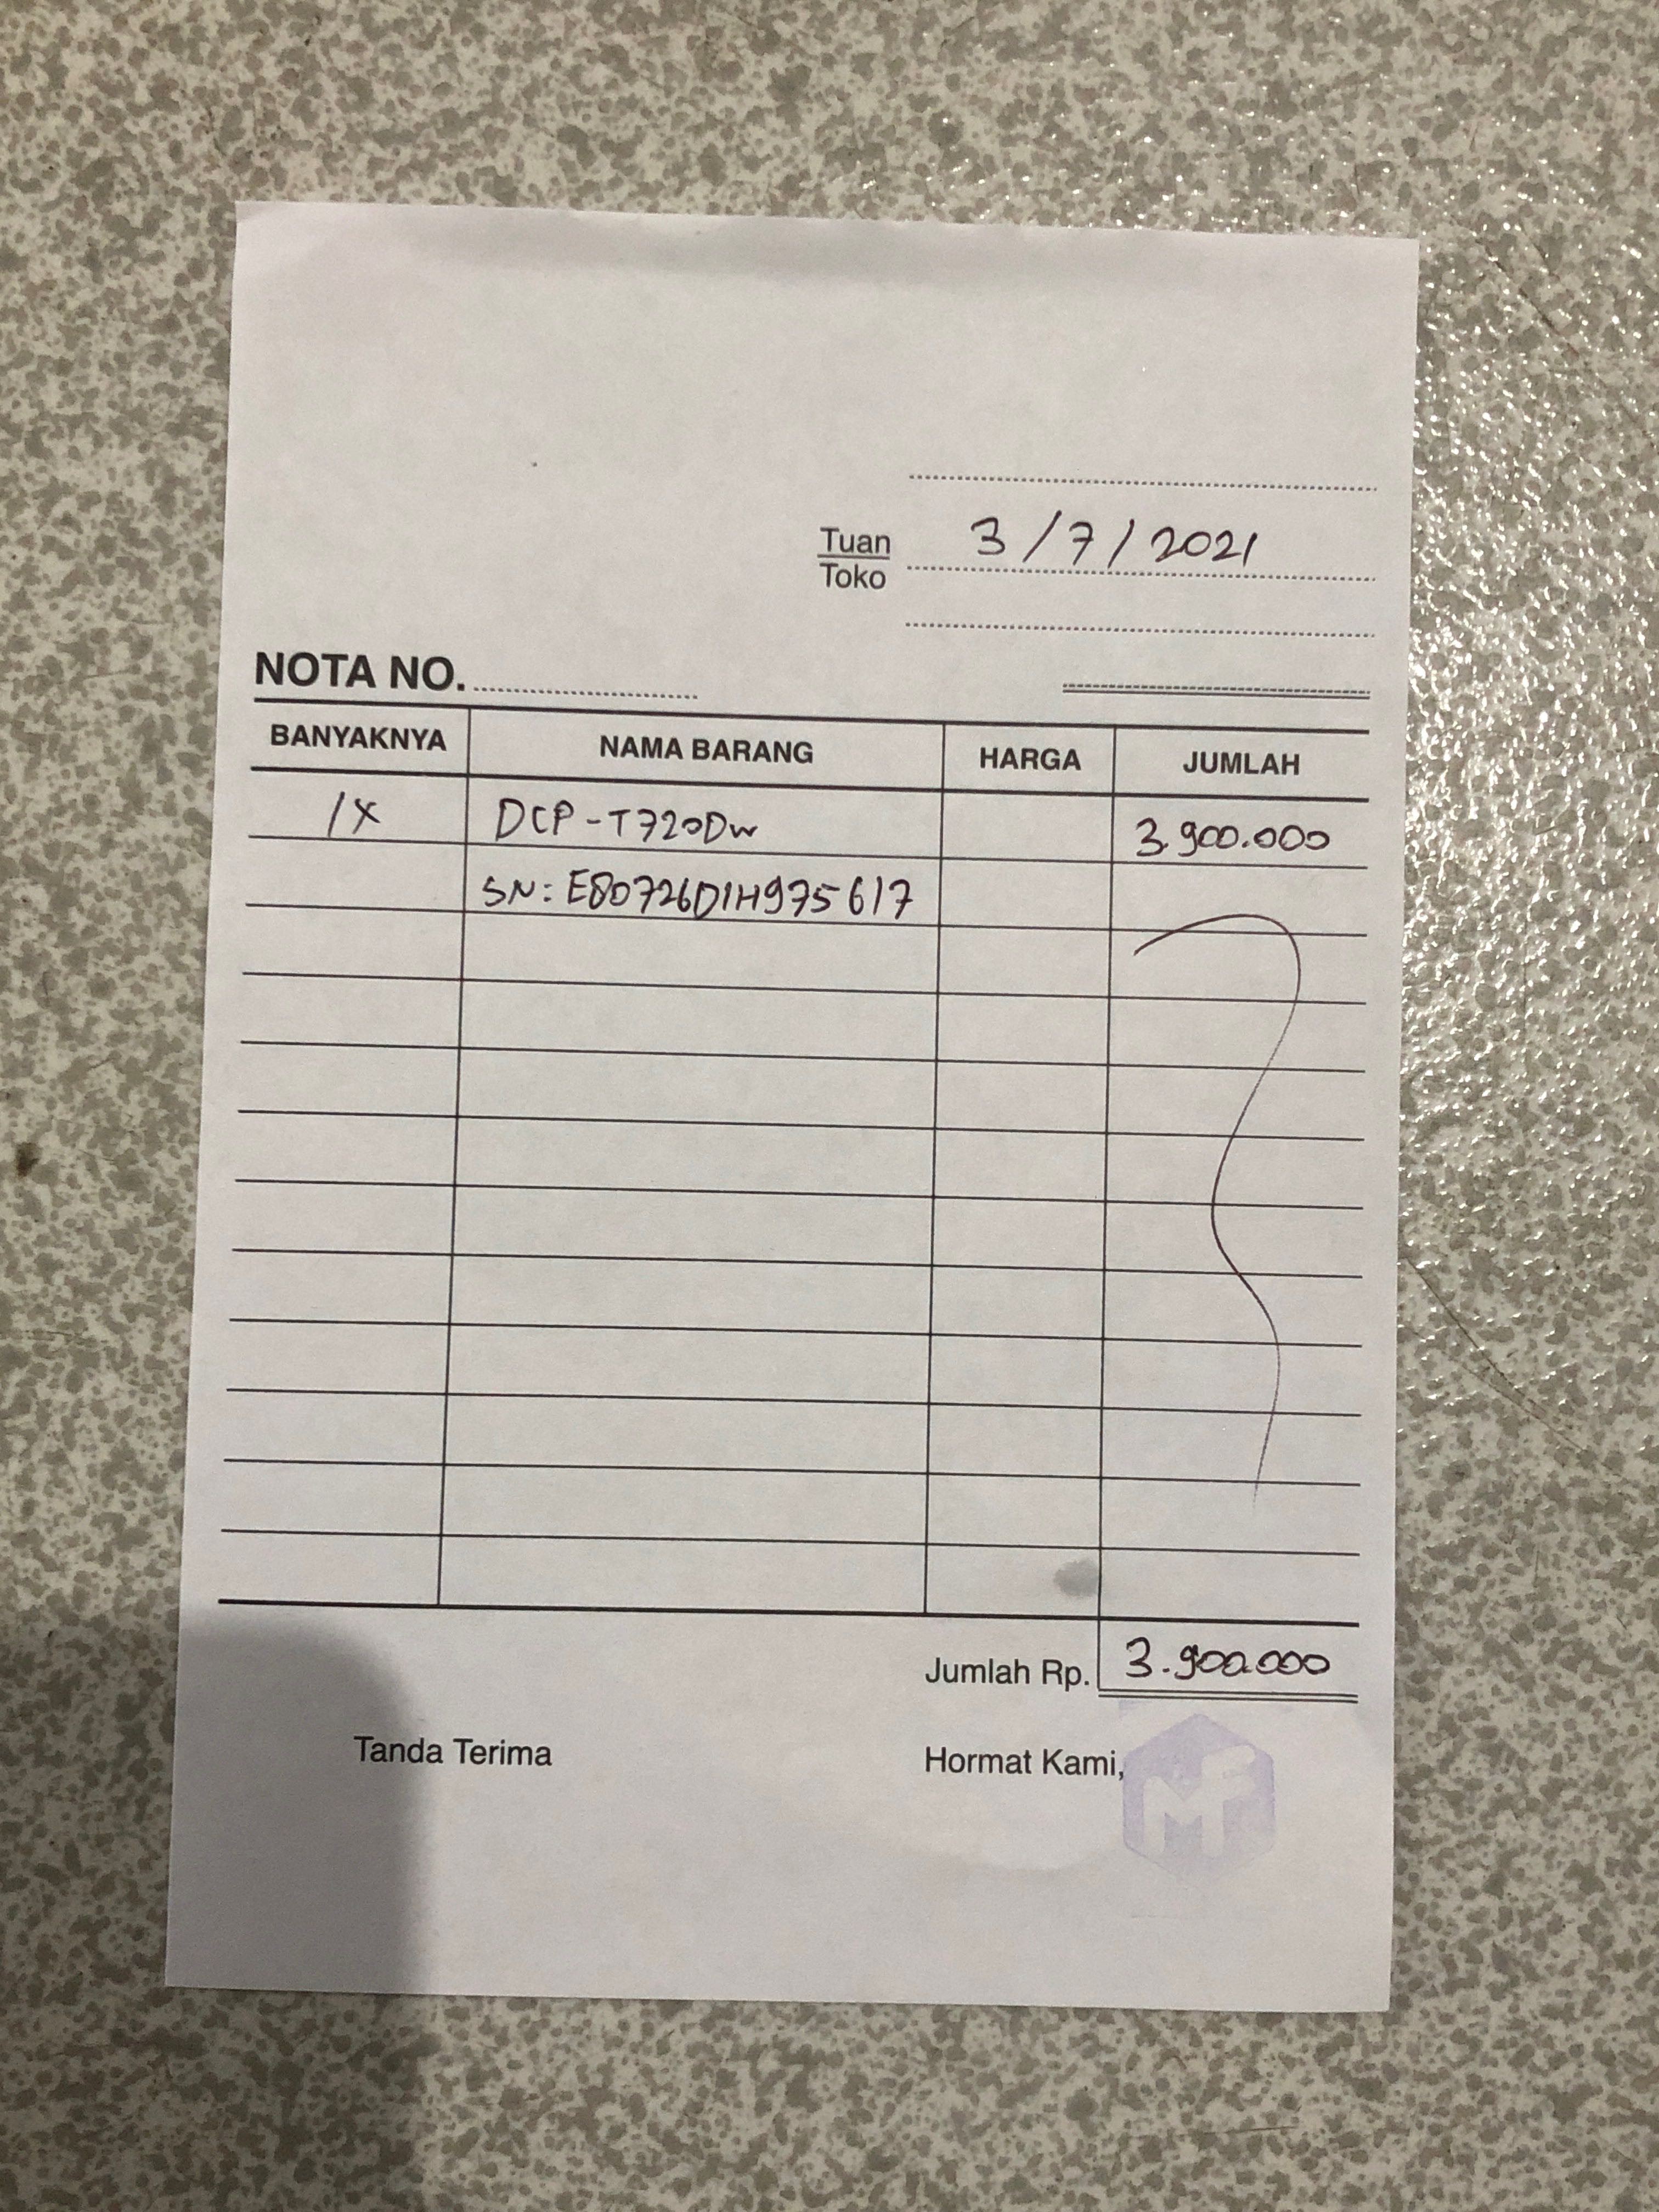 3/7/2021
Tuan
Toko
NOTA NO.
BANYAKNYA NAMA BARANG HARGA JUMLAH
1X DCP-T720DW 3.900.000
SN: E80726D1H975617
Jumlah Rp. 3.900.000
Tanda Terima Hormat Kami,
MF